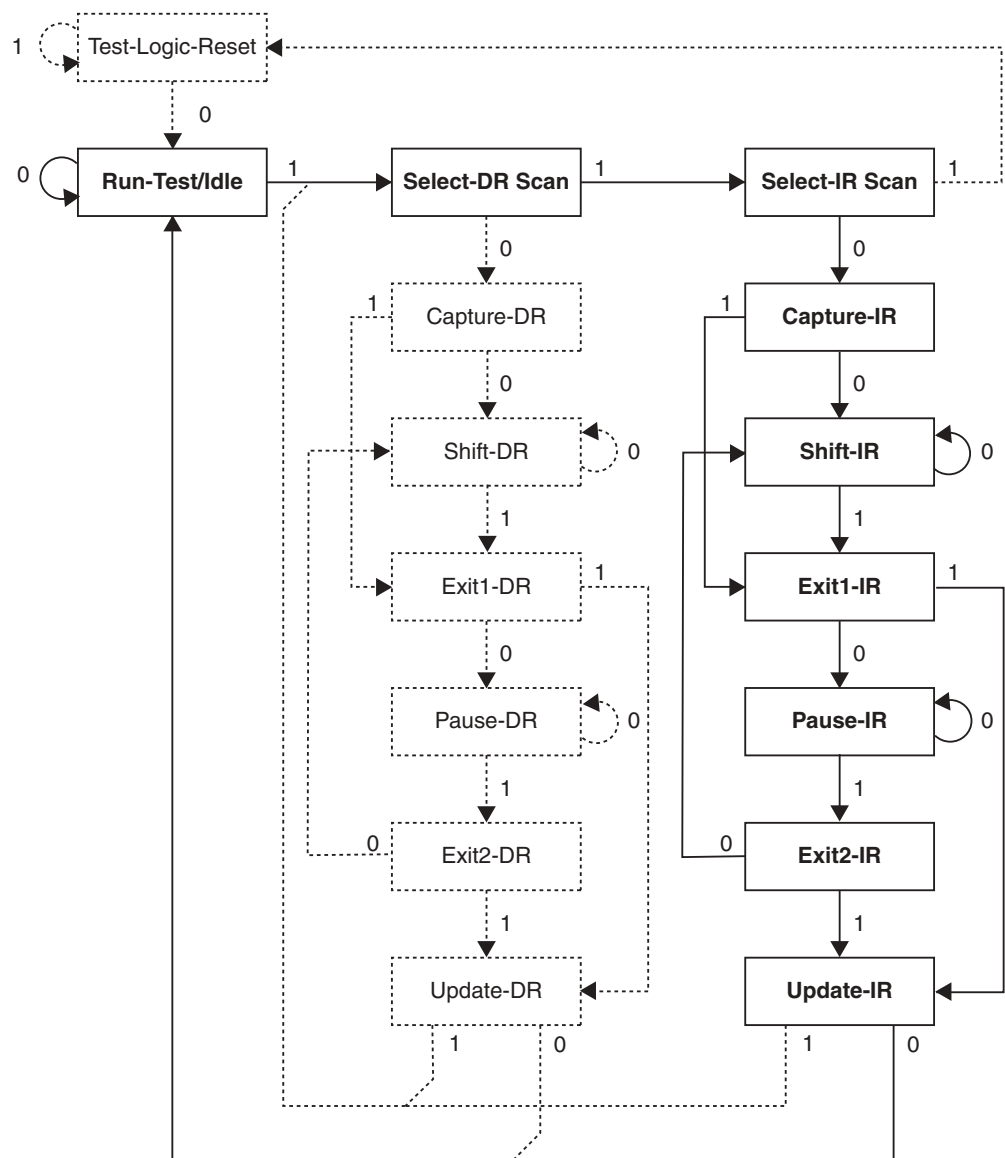 Test-Logic-Reset
1
0
0
Run-Test/Idle
1
Select-DR Scan
1
Select-IR Scan
1
0
0
1
Capture-DR
1
Capture-IR
0
0
Shift-DR
0
Shift-IR
0
1
1
Exit1-DR
1
Exit1-IR
1
0
0
Pause-DR
0
Pause-IR
0
1
1
0
Exit2-DR
0
Exit2-IR
1
1
Update-DR
Update-IR
1
0
1
0